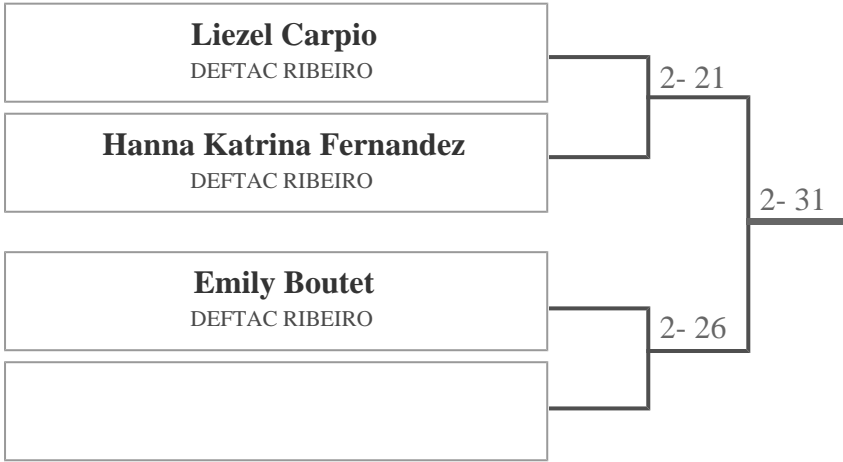 Liezel Carpio
DEFTAC RIBEIRO
2- 21
Hanna Katrina Fernandez
DEFTAC RIBEIRO
2- 31
Emily Boutet
DEFTAC RIBEIRO
2- 26